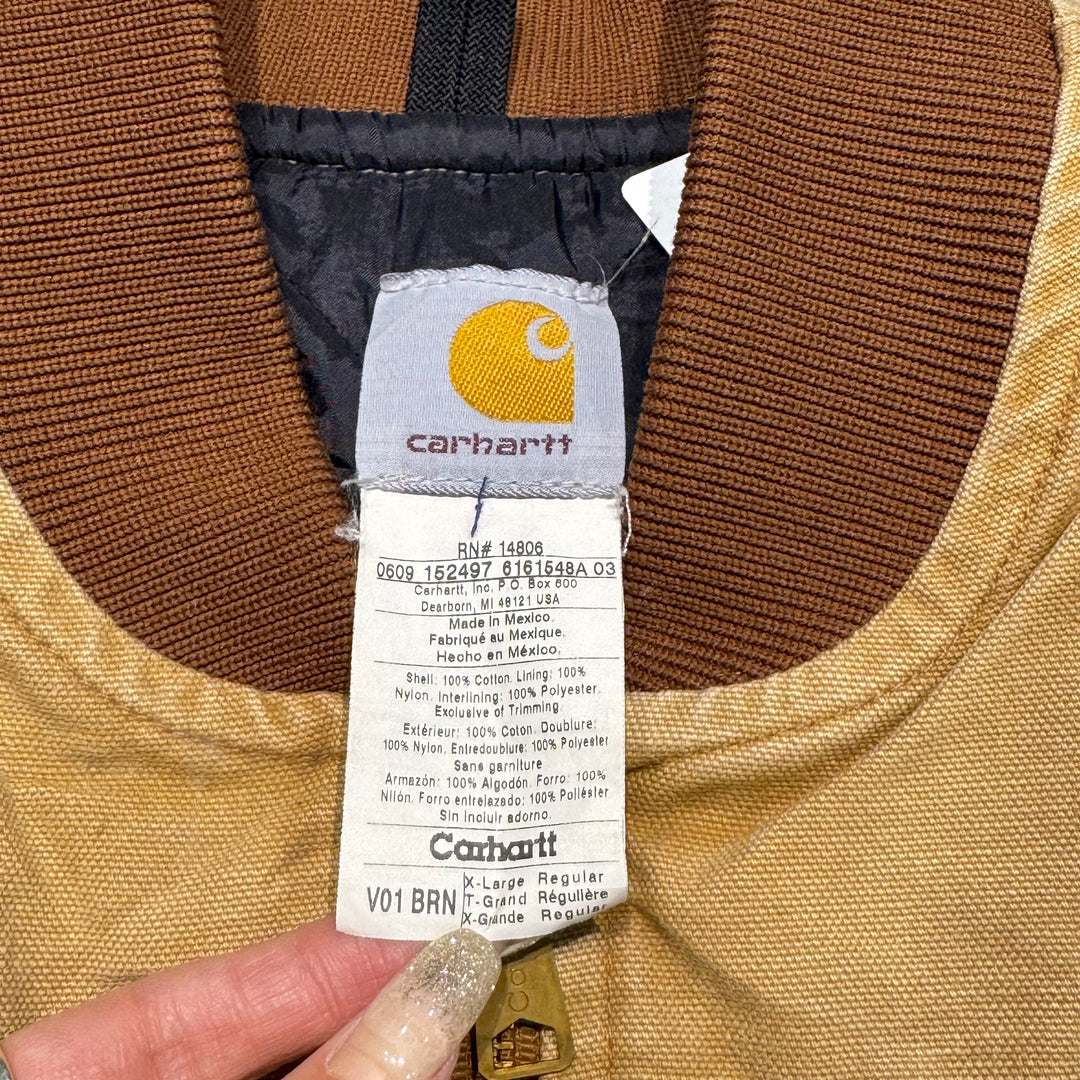 carhartt
RN# 14806
0609 152497 6161548A 03
Carhartt, Inc. P.O. Box 600
Dearborn, MI 48121 USA
Made in Mexico.
Fabriqué au Mexique.
Hecho en México.
Shell: 100% Cotton. Lining: 100%
Nylon. Interlining: 100% Polyester.
Exclusive of Trimming.
Extérieur: 100% Coton. Doublure:
100% Nylon. Entredoublure: 100% Polyester
Sans garniture
Armazón: 100% Algodón. Forro: 100%
Nilón. Forro entrelazado: 100% Poliéster
Sin incluir adorno.
Carhartt
V01 BRN
X-Large Regular
T-Grand Régulière
X-Grande Regular